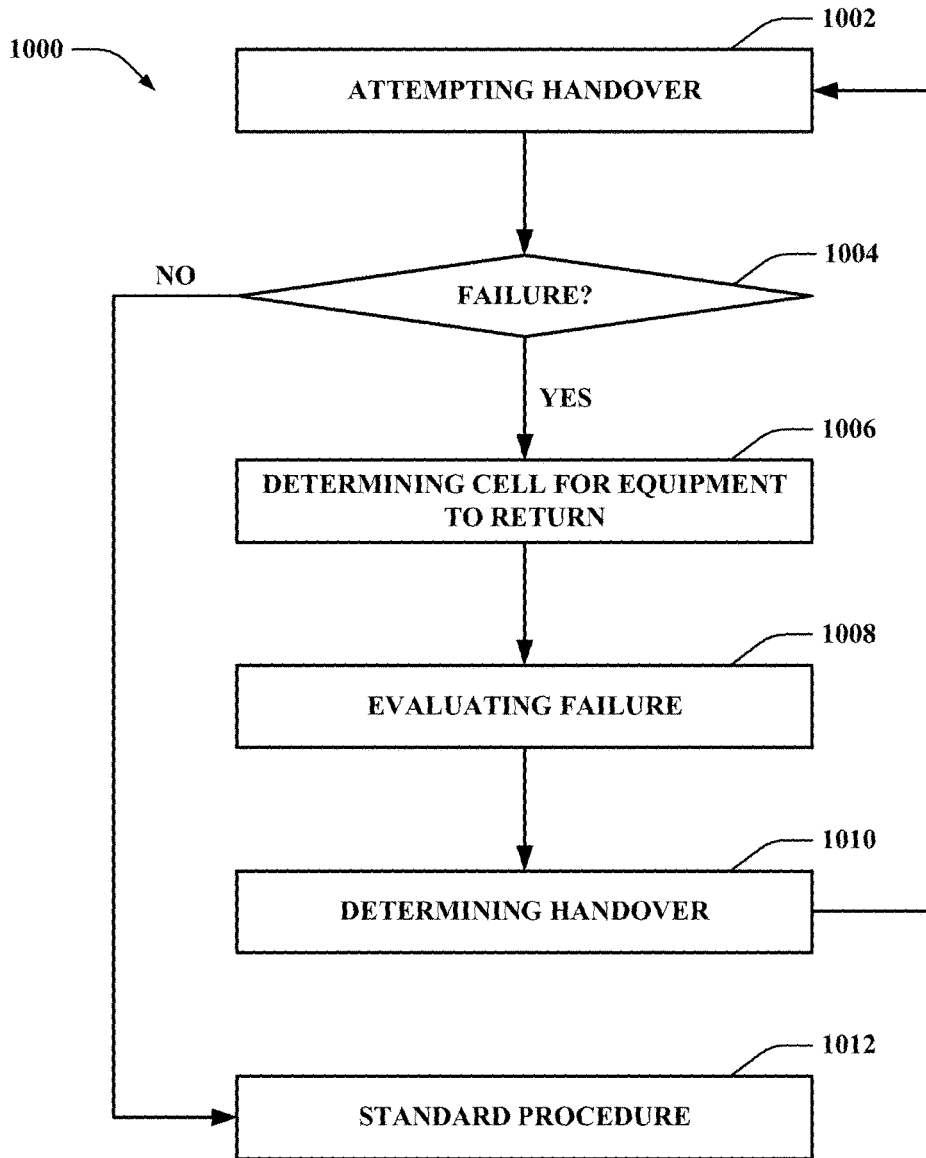 1000
1002
ATTEMPTING HANDOVER
1004
NO
FAILURE?
YES
1006
DETERMINING CELL FOR EQUIPMENT
TO RETURN
1008
EVALUATING FAILURE
1010
DETERMINING HANDOVER
1012
STANDARD PROCEDURE